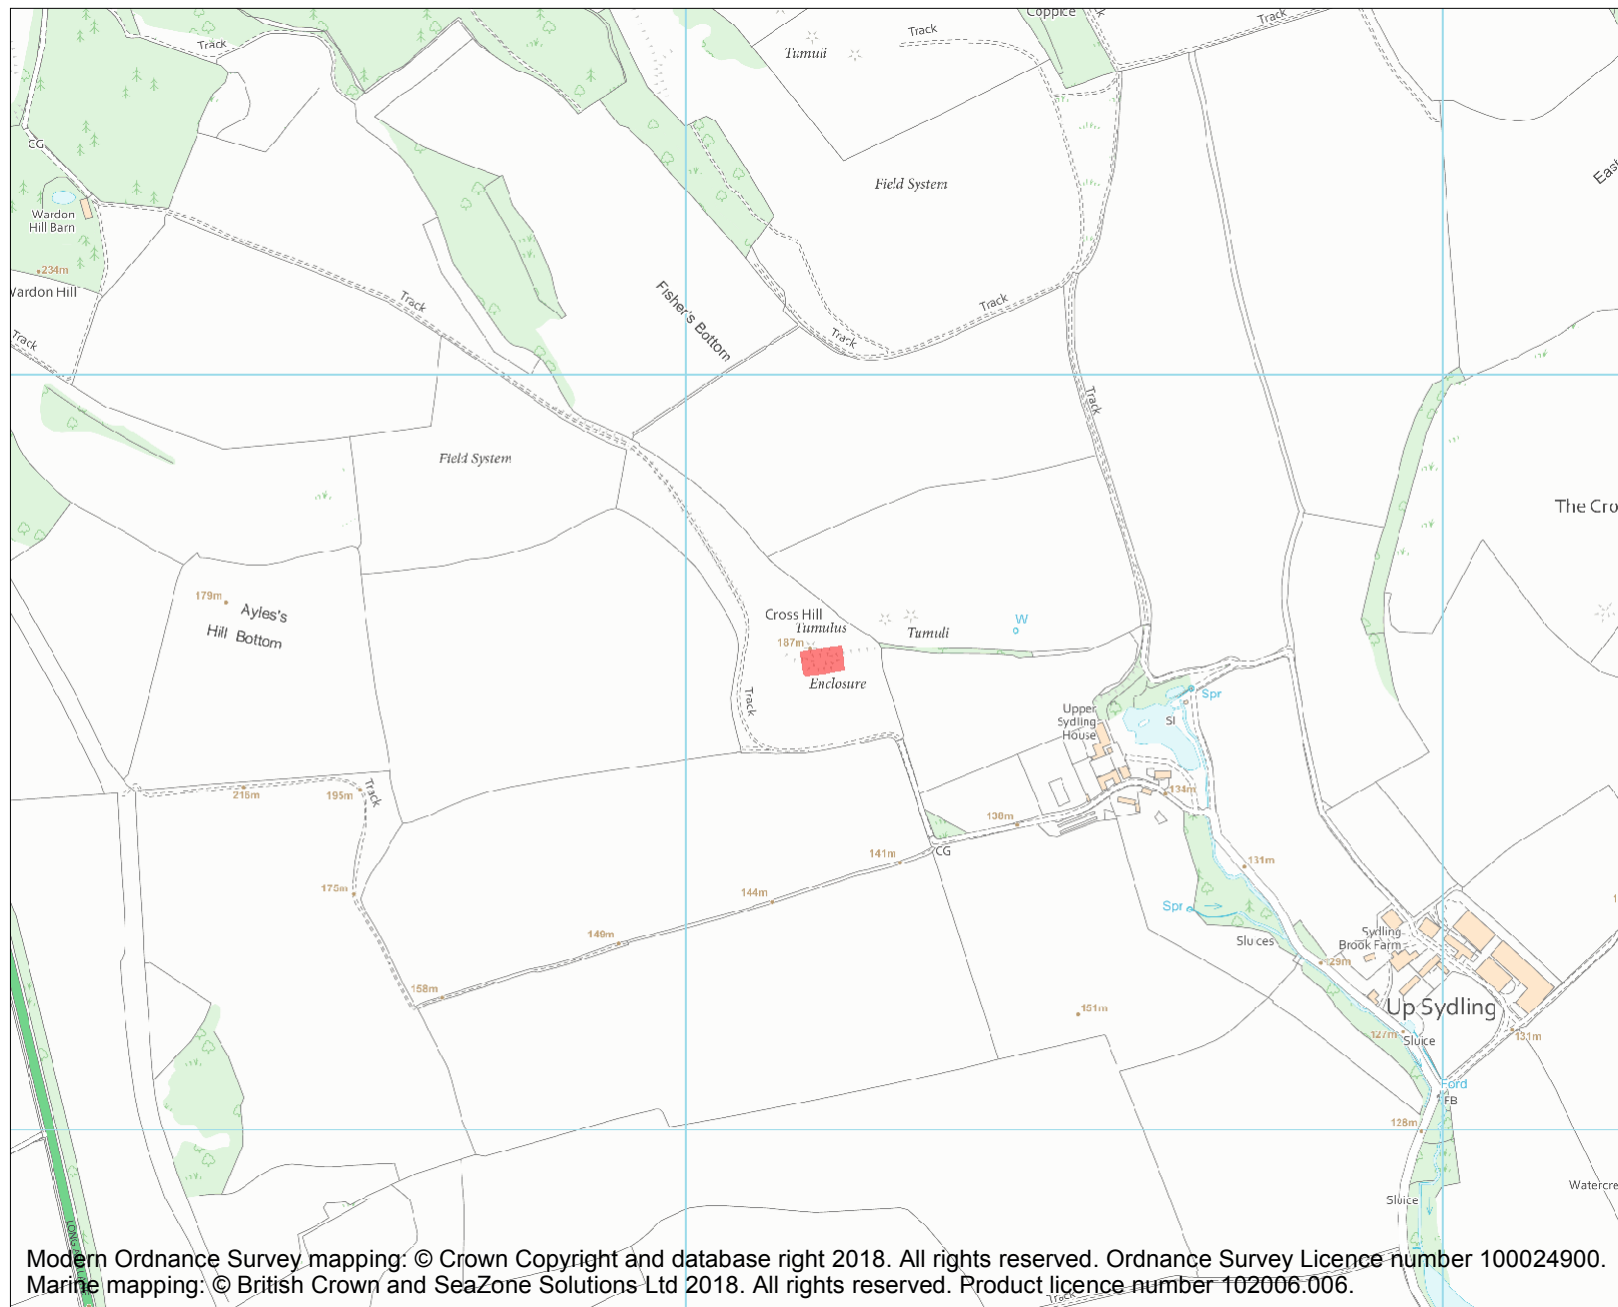 Coppice
Track
Track
Track
Tumuli
CG
Field System
Wardon
Hill Barn
234m
Wardon Hill
Track
Track
Track
Track
Fisher's Bottom
Track
Field System
The Cro
179m
Ayles's
Hill Bottom
Cross Hill
Tumulus
187m
Tumuli
W
Enclosure
Track
Spr
Upper
Sydling
House
Sl
216m
195m
Track
134m
138m
CG
141m
131m
175m
144m
Spr
149m
Sluces
Sydling
Brook Farm
29m
158m
151m
Up Sydling
127m
Sluice
131m
Ford
FB
128m
Sluice
Watercre
Track
Modern Ordnance Survey mapping: © Crown Copyright and database right 2018. All rights reserved. Ordnance Survey Licence number 100024900.
Marine mapping: © British Crown and SeaZone Solutions Ltd 2018. All rights reserved. Product licence number 102006.006.